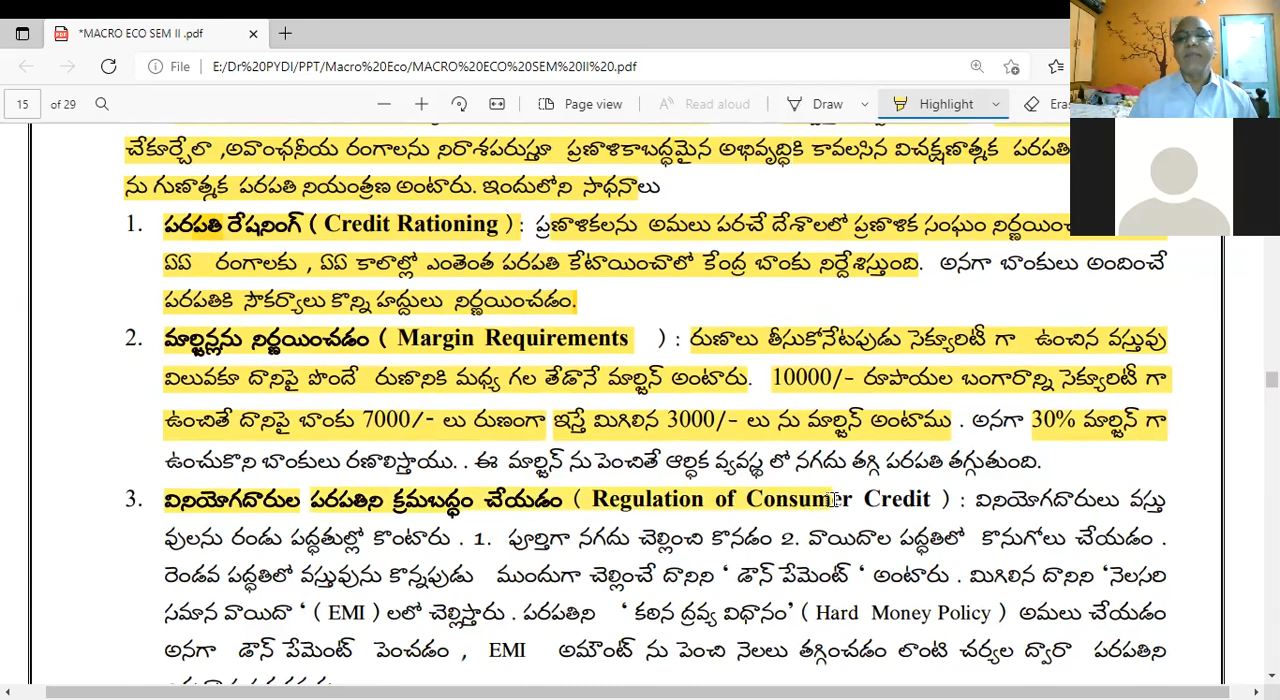 *MACRO ECO SEM II .pdf
File E:/Dr%20PYDI/PPT/Macro%20Eco/MACRO%20ECO%20SEM%20II%20.pdf
15 of 29 Page view Read aloud Draw Highlight Eras
చేకూర్చేలా ,అవాంఛనీయ రంగాలను నిరాశపరుస్తూ ప్రణాళికాబద్ధమైన అభివృద్ధికి కావలసిన విచక్షణాత్మక పరపతి
ను గుణాత్మక పరపతి నియంత్రణ అంటారు. ఇందులోని సాధనాలు
1. పరపతి రేషనింగ్ ( Credit Rationing ) : ప్రణాళికలను అమలు పరచే దేశాలలో ప్రణాళిక సంఘం
ఏఏ రంగాలకు , ఏఏ కాలాల్లో ఎంతెంత పరపతి కేటాయించాలో కేంద్ర బాంకు నిర్దేశిస్తుంది. అనగా బాంకులు అందించే
పరపతికి సౌకర్యాలు కొన్ని హద్దులు నిర్ణయించడం.
2. మార్జిన్లను నిర్ణయించడం ( Margin Requirements ) : రుణాలు తీసుకోనేటపుడు సెక్యూరిటీ గా ఉంచిన వస్తువు
విలువకూ దానిపై పొందే రుణానికి మధ్య గల తేడానే మార్జిన్ అంటారు. 10000/- రూపాయల బంగారాన్ని సెక్యూరిటీ గా
ఉంచితే దానిపై బాంకు 7000/- లు రుణంగా ఇస్తే మిగిలిన 3000/- లు ను మార్జిన్ అంటాము . అనగా 30% మార్జిన్ గా
ఉంచుకొని బాంకులు రణాలిస్తాయు. . ఈ మార్జిన్ ను పెంచితే ఆర్ధిక వ్యవస్థ లో నగదు తగ్గి పరపతి తగ్గుతుంది.
3. వినియోగదారుల పరపతిని క్రమబద్ధం చేయడం ( Regulation of Consumer Credit ) : వినియోగదారులు వస్తు
వులను రండు పద్ధతుల్లో కొంటారు . 1. పూర్తిగా నగదు చెల్లించి కొనడం 2. వాయిదాల పద్ధతిలో కొనుగోలు చేయడం .
రెండవ పద్ధతిలో వస్తువును కొన్నపుడు ముందుగా చెల్లించే దానిని ‘ డౌన్ పేమెంట్ ‘ అంటారు . మిగిలిన దానిని ‘నెలసరి
సమాన వాయిదా ‘ ( EMI ) లలో చెల్లిస్తారు . పరపతిని ‘ కఠిన ద్రవ్య విధానం’ ( Hard Money Policy ) అమలు చేయడం
అనగా డౌన్ పేమెంట్ పెంచడం , EMI అమౌంట్ ను పెంచి నెలలు తగ్గించడం లాంటి చర్యల ద్వారా పరపతిని